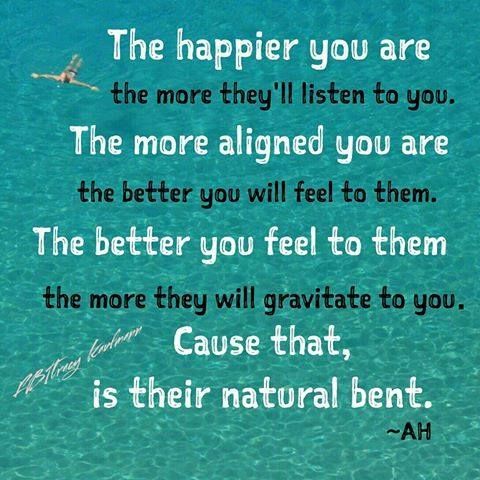 The happier you are
the more they'll listen to you.
The more aligned you are
the better you will feel to them.
The better you feel to them
the more they will gravitate to you.
Cause that,
is their natural bent.
~AH